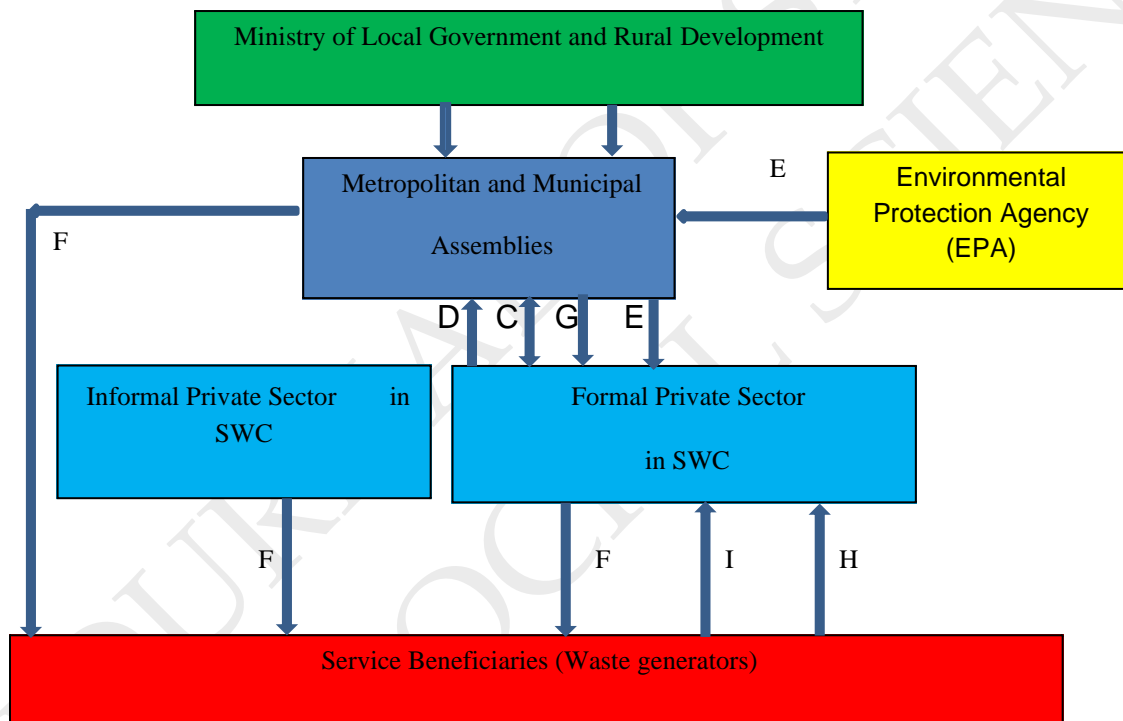 Ministry of Local Government and Rural Development
Metropolitan and Municipal
Assemblies
E
Environmental
Protection Agency
(EPA)
F
D C G E
Informal Private Sector in
SWC
Formal Private Sector
in SWC
F
F
I
H
Service Beneficiaries (Waste generators)